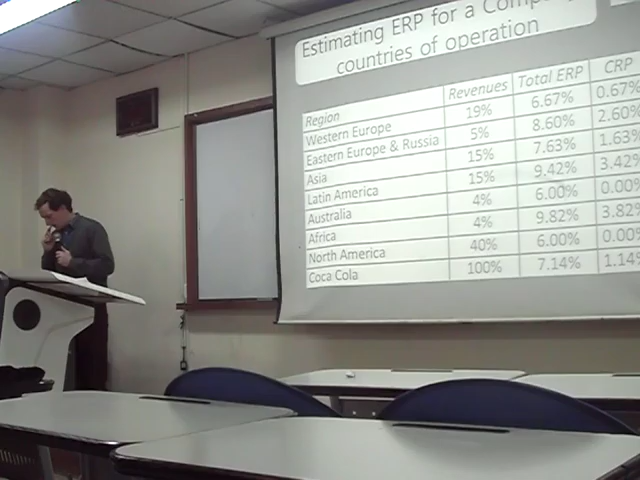 Estimating ERP for a Comp
countries of operation
Region Revenues Total ERP CRP
Western Europe 19% 6.67% 0.67%
Eastern Europe & Russia 5% 8.60% 2.60%
Asia 15% 7.63% 1.63%
Latin America 15% 9.42% 3.42%
Australia 4% 6.00% 0.00%
Africa 4% 9.82% 3.82%
North America 40% 6.00% 0.00%
Coca Cola 100% 7.14% 1.14%